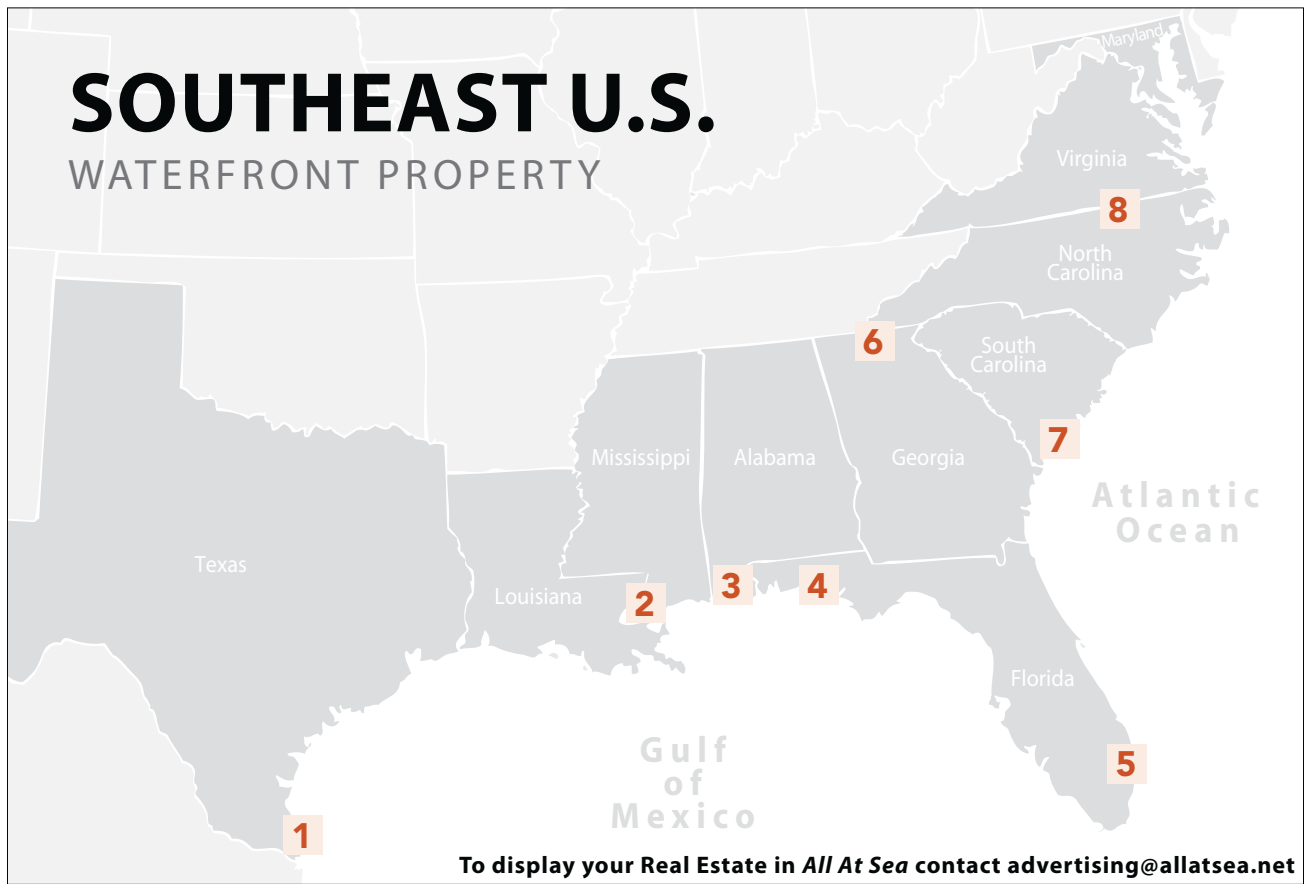 SOUTHEAST U.S.
WATERFRONT PROPERTY
Maryland
Virginia
8
North
Carolina
6
South
Carolina
7
Mississippi
Alabama
Georgia
Atlantic
Ocean
Texas
Louisiana
2
3
4
Florida
Gulf
of
Mexico
5
1
To display your Real Estate in All At Sea contact advertising@allatsea.net